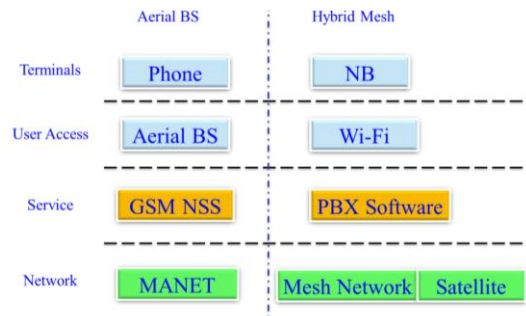 Aerial BS Hybrid Mesh
Terminals Phone NB
User Access Aerial BS Wi-Fi
Service GSM NSS PBX Software
Network MANET Mesh Network Satellite